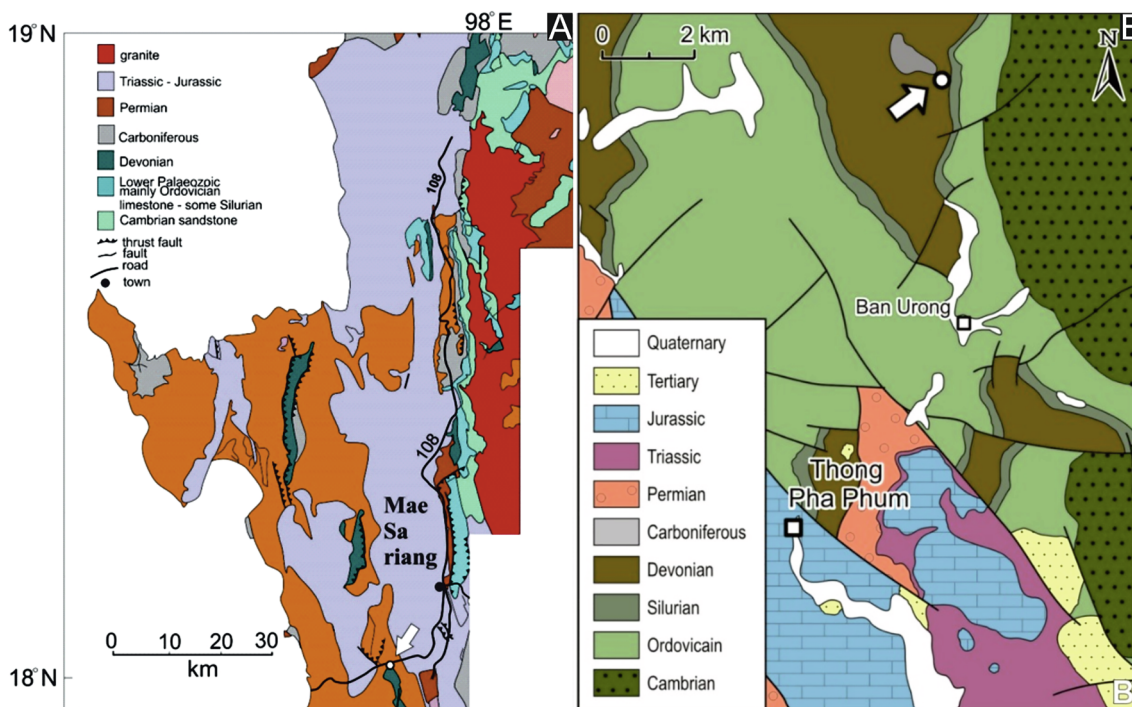 19°N
98°E
A
granite
Triassic - Jurassic
Permian
Carboniferous
Devonian
Lower Palaeozoic
mainly Ordovician
limestone - some Silurian
Cambrian sandstone
thrust fault
fault
road
town
108
108
Mae
Sa
riang
0 10 20 30
km
18°N
0 2 km
N
Ban Urong
Thong
Pha Phum
Quaternary
Tertiary
Jurassic
Triassic
Permian
Carboniferous
Devonian
Silurian
Ordovicain
Cambrian
B